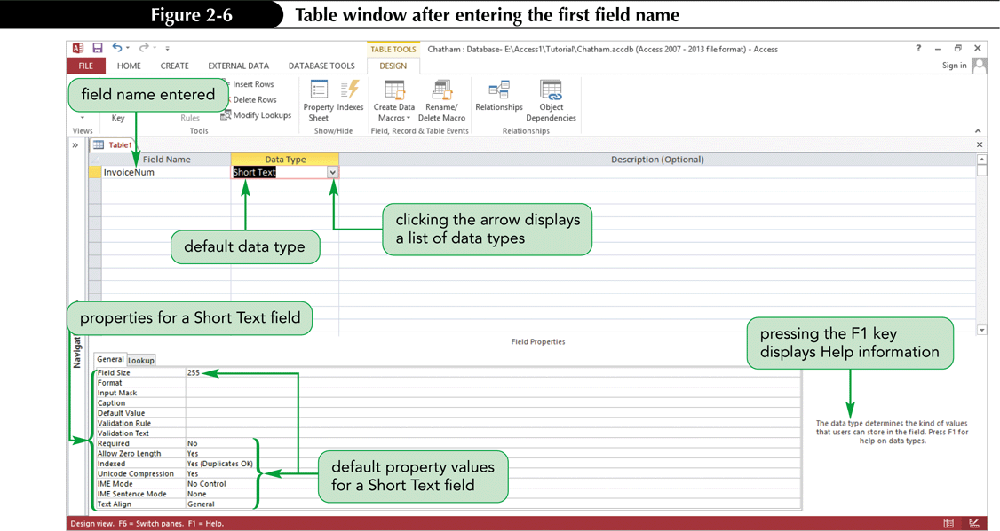 Figure 2-6 Table window after entering the first field name
TABLE TOOLS Chatham : Database- E:\Access1\Tutorial\Chatham.accdb (Access 2007 - 2013 file format) - Access ?
FILE HOME CREATE EXTERNAL DATA DATABASE TOOLS DESIGN Sign in
field name entered
Insert Rows
Delete Rows
Modify Lookups
Key
Rules
Property Sheet
Indexes
Create Data Macros
Rename/ Delete Macro
Relationships
Object Dependencies
Views Tools Show/Hide Field, Record & Table Events Relationships
Table1
Field Name Data Type Description (Optional)
InvoiceNum Short Text
clicking the arrow displays
a list of data types
default data type
properties for a Short Text field
Navigat
Field Properties
pressing the F1 key
displays Help information
General Lookup
Field Size 255
Format
Input Mask
Caption
Default Value
Validation Rule
Validation Text
Required No
Allow Zero Length Yes
Indexed Yes (Duplicates OK)
Unicode Compression Yes
IME Mode No Control
IME Sentence Mode None
Text Align General
default property values
for a Short Text field
The data type determines the kind of values
that users can store in the field. Press F1 for
help on data types.
Design view. F6 = Switch panes. F1 = Help.